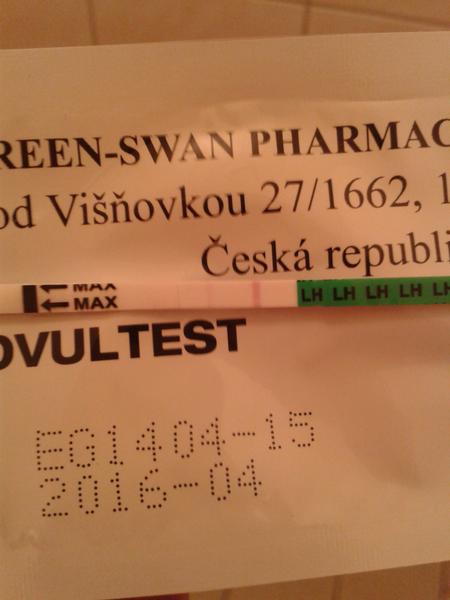 REEN-SWAN PHARMAC
od Višňovkou 27/1662, 1
Česká republi
MAX
MAX LH LH LH LH LH
OVULTEST
EG1404-15
2016-04